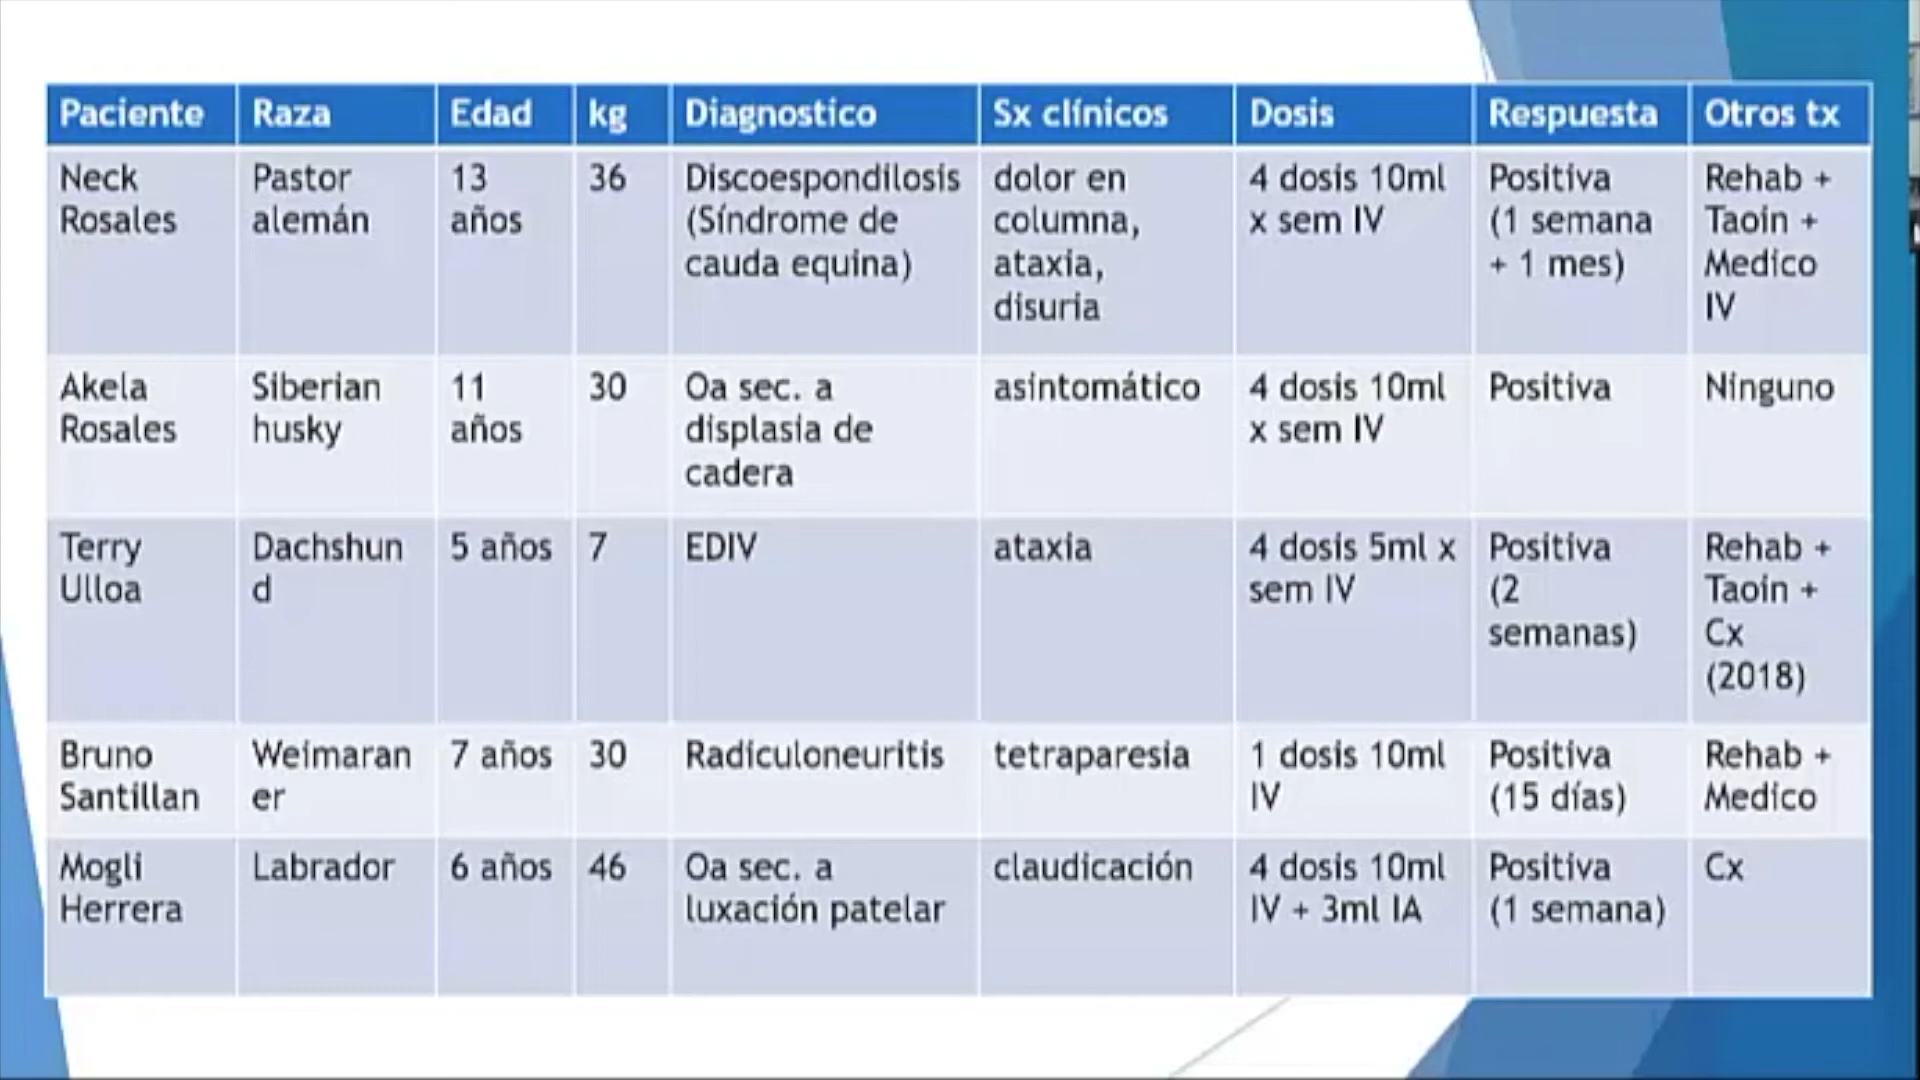 Paciente Raza Edad kg Diagnostico Sx clínicos Dosis Respuesta Otros tx
Neck Pastor 13 36 Discoespondilosis dolor en 4 dosis 10ml Positiva Rehab +
Rosales alemán años (Síndrome de columna, x sem IV (1 semana Taoin +
cauda equina) ataxia, + 1 mes) Medico
disuria IV
Akela Siberian 11 30 Oa sec. a asintomático 4 dosis 10ml Positiva Ninguno
Rosales husky años displasia de x sem IV
cadera
Terry Dachshun 5 años 7 EDIV ataxia 4 dosis 5ml x Positiva Rehab +
Ulloa d sem IV (2 Taoin +
semanas) Cx
(2018)
Bruno Weimaran 7 años 30 Radiculoneuritis tetraparesia 1 dosis 10ml Positiva Rehab +
Santillan er IV (15 días) Medico
Mogli Labrador 6 años 46 Oa sec. a claudicación 4 dosis 10ml Positiva Cx
Herrera luxación patelar IV + 3ml IA (1 semana)